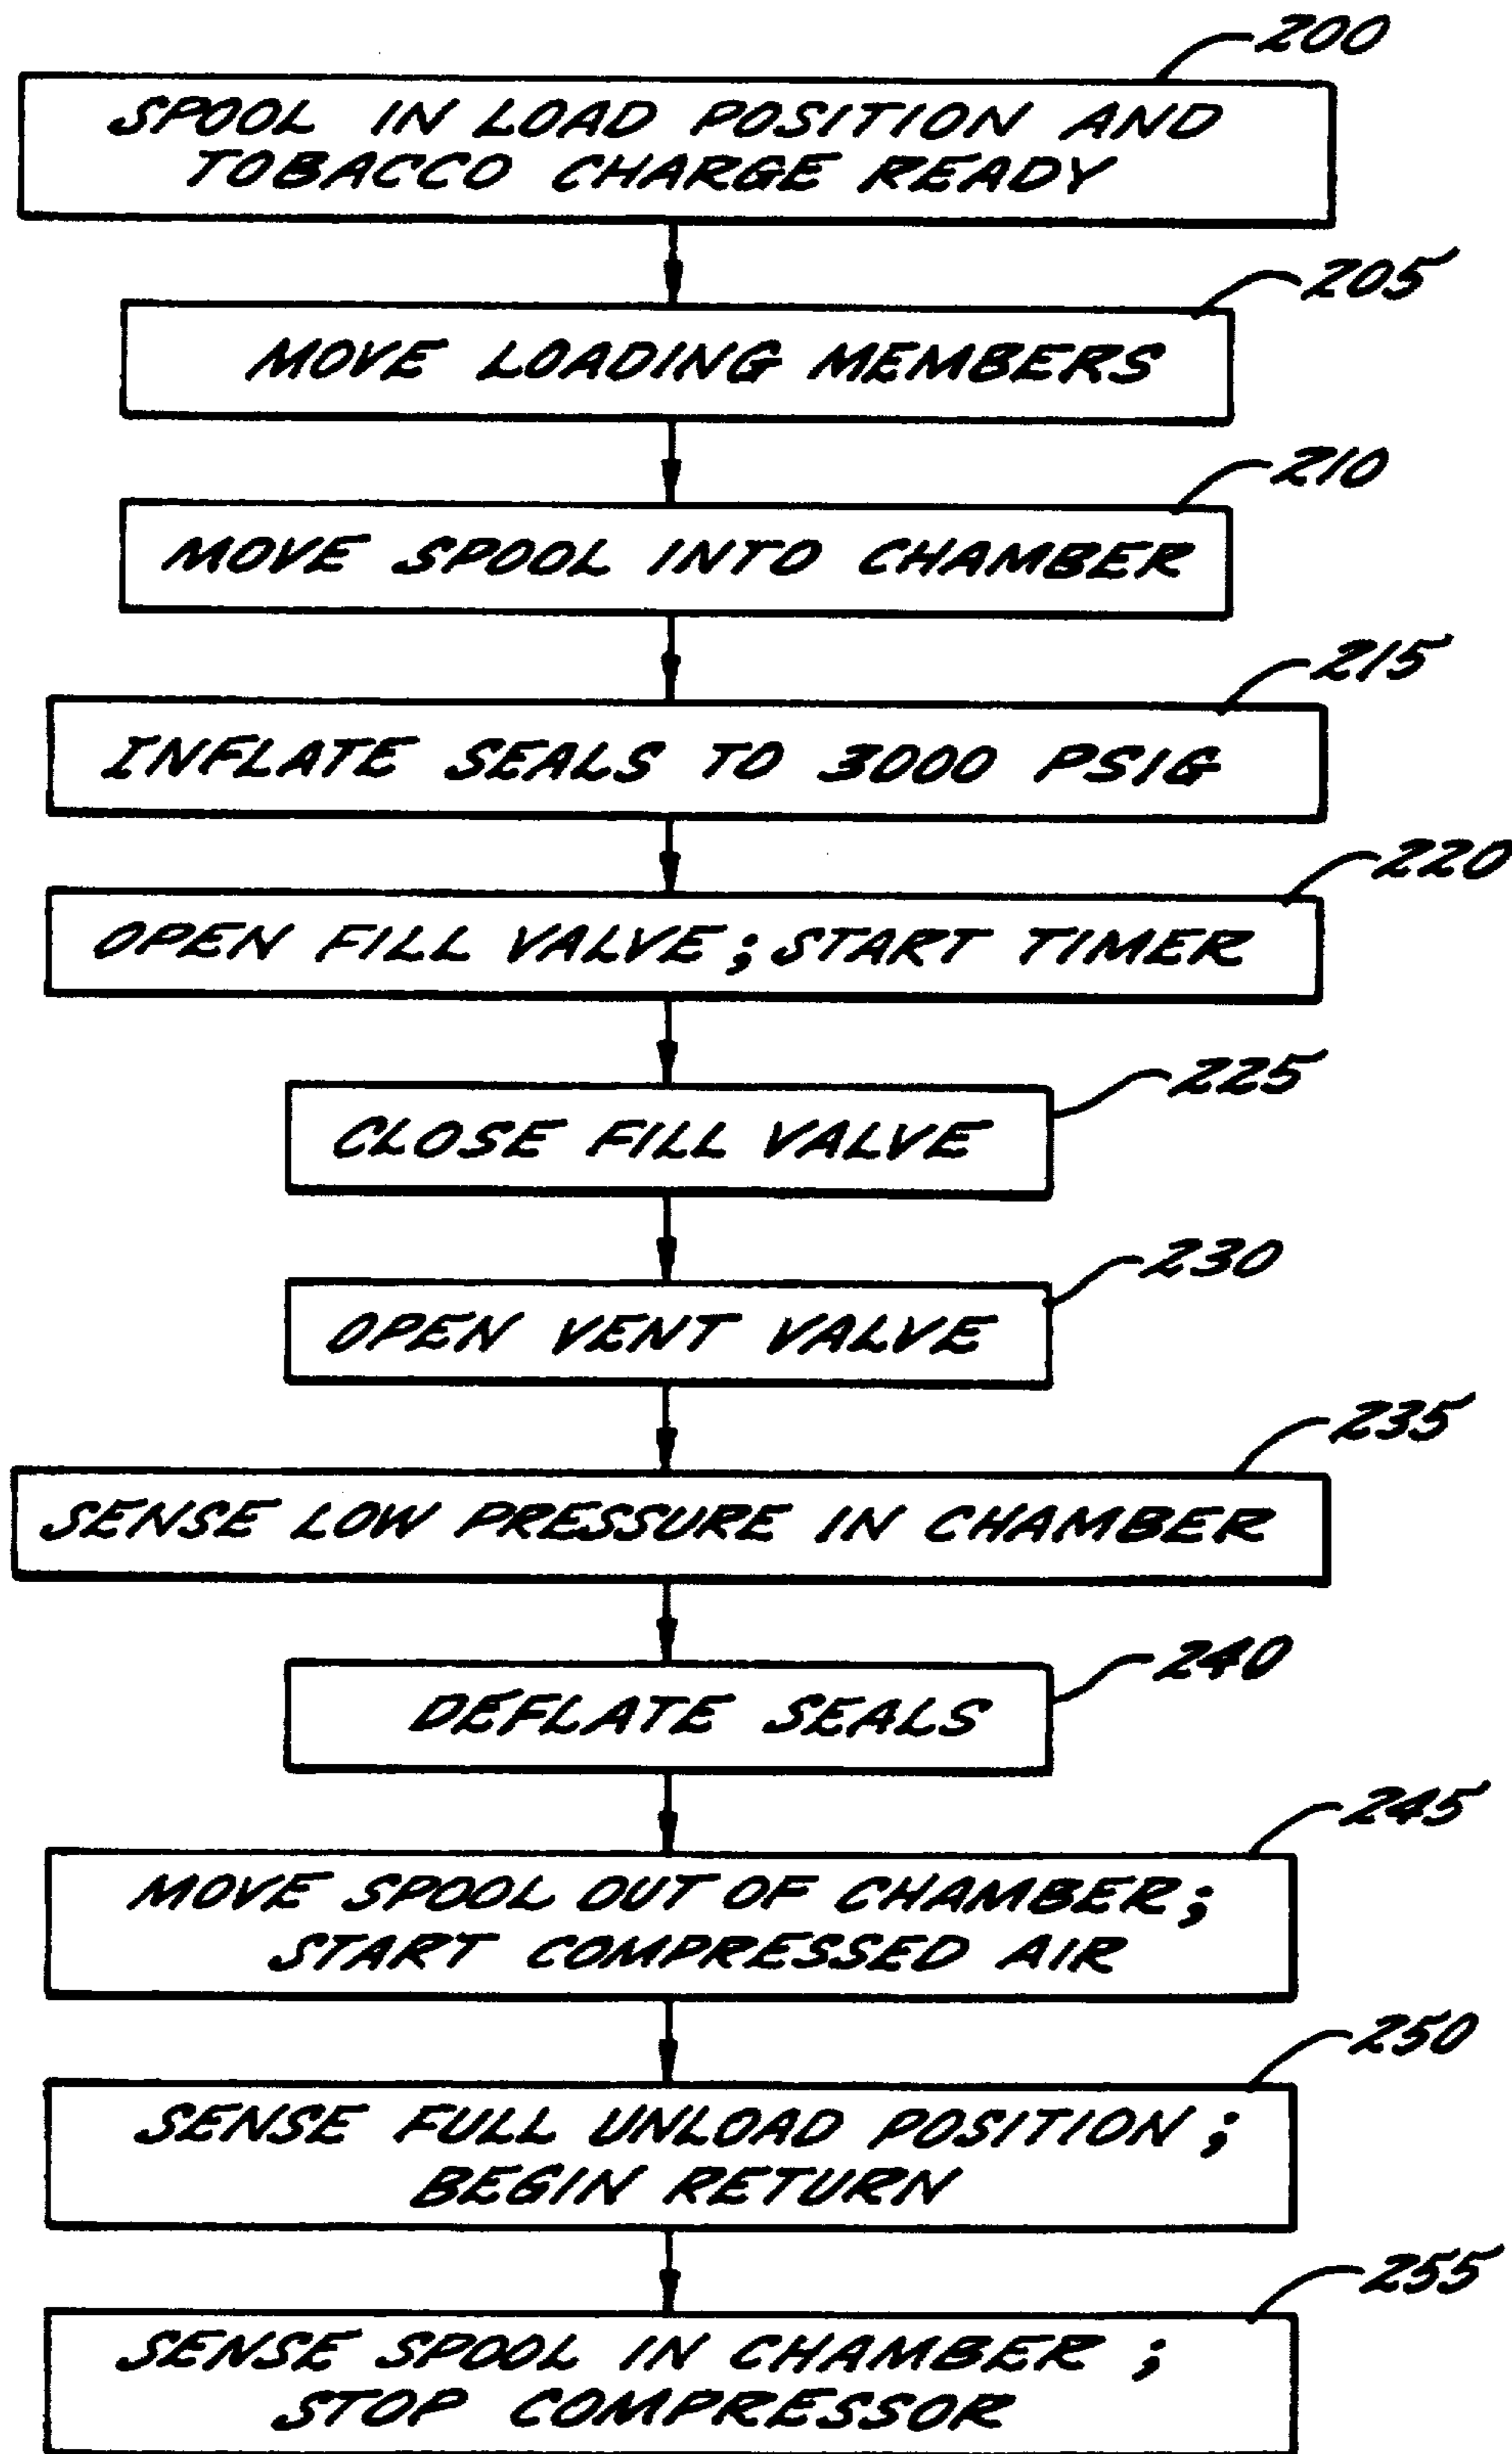 200
SPOOL IN LOAD POSITION AND
TOBACCO CHARGE READY
205
MOVE LOADING MEMBERS
210
MOVE SPOOL INTO CHAMBER
215
INFLATE SEALS TO 3000 PSIG
220
OPEN FILL VALVE; START TIMER
225
CLOSE FILL VALVE
230
OPEN VENT VALVE
235
SENSE LOW PRESSURE IN CHAMBER
240
DEFLATE SEALS
245
MOVE SPOOL OUT OF CHAMBER;
START COMPRESSED AIR
250
SENSE FULL UNLOAD POSITION;
BEGIN RETURN
255
SENSE SPOOL IN CHAMBER;
STOP COMPRESSOR